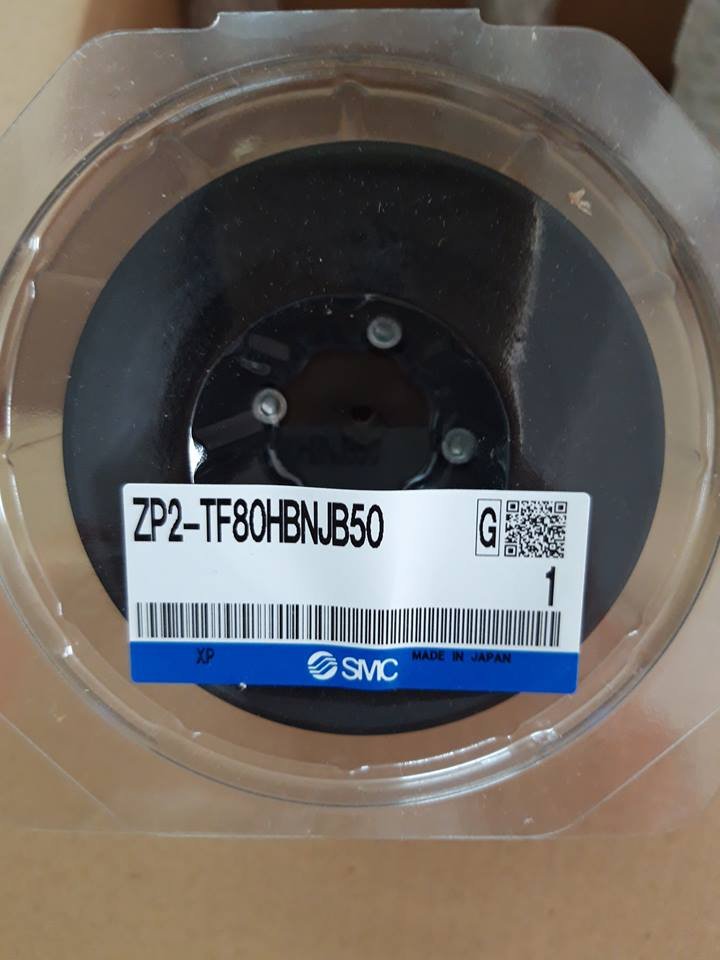 ZP2-TF80HBNJB50
G
1
XP
SMC
MADE IN JAPAN